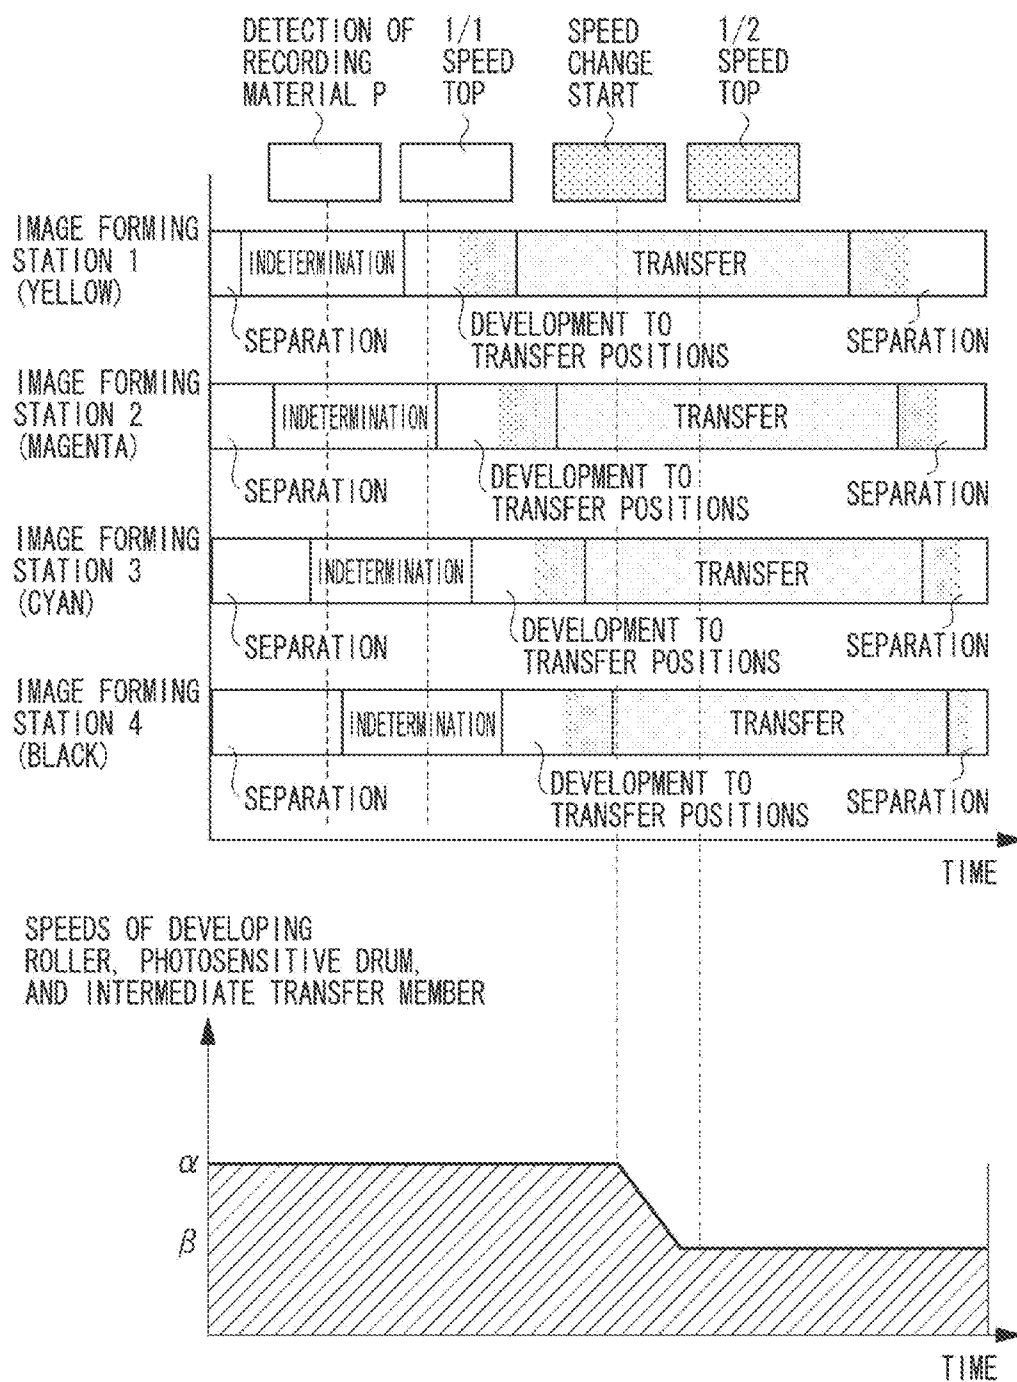 DETECTION OF
RECORDING
MATERIAL P
1/1
SPEED
TOP
SPEED
CHANGE
START
1/2
SPEED
TOP
IMAGE FORMING
STATION 1
(YELLOW)
INDETERMINATION
TRANSFER
SEPARATION
DEVELOPMENT TO
TRANSFER POSITIONS
SEPARATION
IMAGE FORMING
STATION 2
(MAGENTA)
INDETERMINATION
TRANSFER
SEPARATION
DEVELOPMENT TO
TRANSFER POSITIONS
SEPARATION
IMAGE FORMING
STATION 3
(CYAN)
INDETERMINATION
TRANSFER
SEPARATION
DEVELOPMENT TO
TRANSFER POSITIONS
SEPARATION
IMAGE FORMING
STATION 4
(BLACK)
INDETERMINATION
TRANSFER
SEPARATION
DEVELOPMENT TO
TRANSFER POSITIONS
SEPARATION
TIME
SPEEDS OF DEVELOPING
ROLLER, PHOTOSENSITIVE DRUM,
AND INTERMEDIATE TRANSFER MEMBER
α
β
TIME